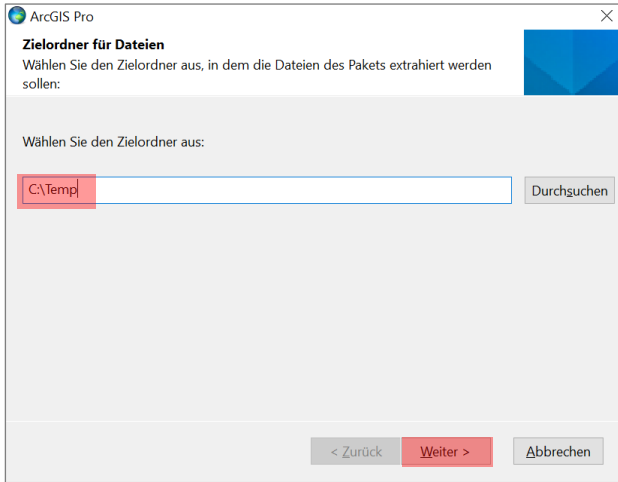 ArcGIS Pro
Zielordner für Dateien
Wählen Sie den Zielordner aus, in dem die Dateien des Pakets extrahiert werden
sollen:
Wählen Sie den Zielordner aus:
C:\Temp
Durchsuchen
< Zurück
Weiter >
Abbrechen